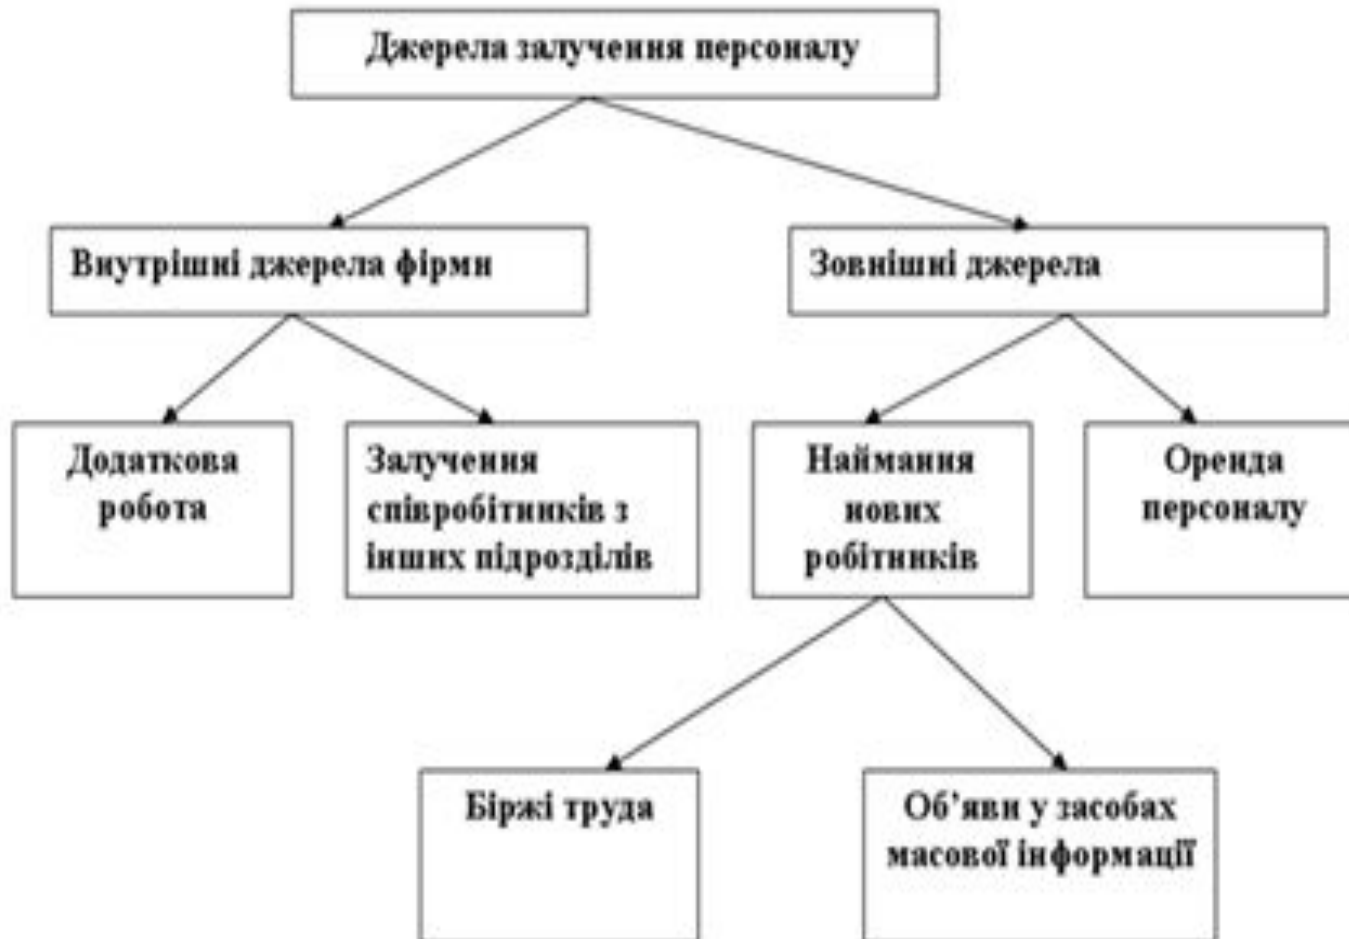 Джерела залучення персоналу
Внутрішні джерела фірми
Зовнішні джерела
Додаткова
робота
Залучення
співробітників з
інших підрозділів
Наймання
нових
робітників
Оренда
персоналу
Біржі труда
Об’яви у засобах
масової інформації